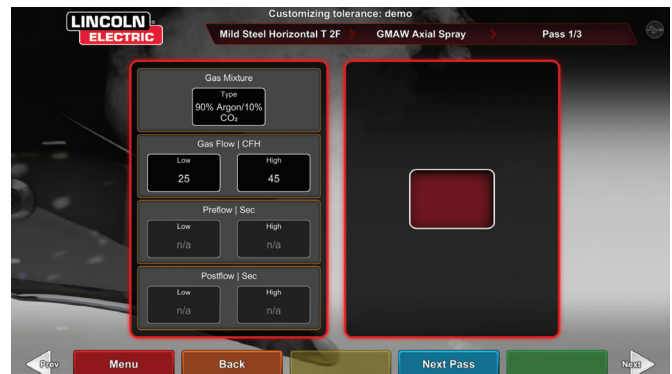 LINCOLN
ELECTRIC
Customizing tolerance: demo
Mild Steel Horizontal T 2F
GMAW Axial Spray
Pass 1/3
Gas Mixture
Type
90% Argon/10%
CO₂
Gas Flow | CFH
Low
High
25
45
Preflow | Sec
Low
High
n/a
n/a
Postflow | Sec
Low
High
n/a
n/a
Prev
Menu
Back
Next Pass
Next